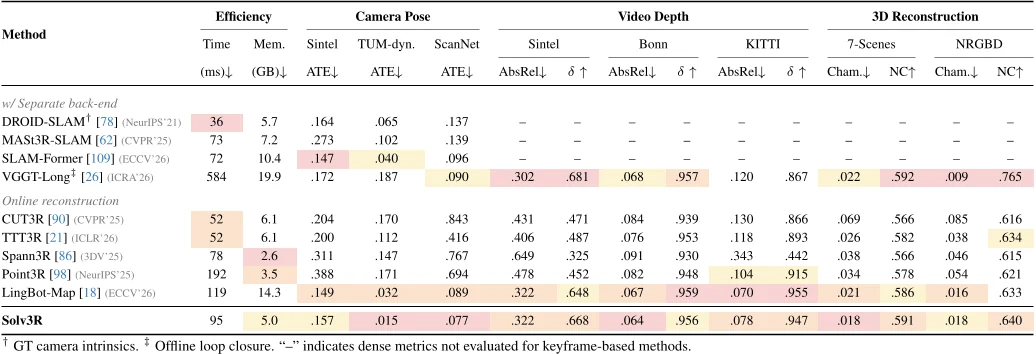 Method Efficiency Camera Pose Video Depth 3D Reconstruction
Time Mem. Sintel TUM-dyn. ScanNet Sintel Bonn KITTI 7-Scenes NRGBD
(ms)↓ (GB)↓ ATE↓ ATE↓ ATE↓ AbsRel↓ δ ↑ AbsRel↓ δ ↑ AbsRel↓ δ ↑ Cham.↓ NC↑ Cham.↓ NC↑
w/ Separate back-end
DROID-SLAM† [78] (NeurIPS'21) 36 5.7 .164 .065 .137 – – – – – – – – – –
MASt3R-SLAM [62] (CVPR'25) 73 7.2 .273 .102 .139 – – – – – – – – – –
SLAM-Former [109] (ECCV'26) 72 10.4 .147 .040 .096 – – – – – – – – – –
VGGT-Long‡ [26] (ICRA'26) 584 19.9 .172 .187 .090 .302 .681 .068 .957 .120 .867 .022 .592 .009 .765
Online reconstruction
CUT3R [90] (CVPR'25) 52 6.1 .204 .170 .843 .431 .471 .084 .939 .130 .866 .069 .566 .085 .616
TTT3R [21] (ICLR'26) 52 6.1 .200 .112 .416 .406 .487 .076 .953 .118 .893 .026 .582 .038 .634
Spann3R [86] (3DV'25) 78 2.6 .311 .147 .767 .649 .325 .091 .930 .343 .442 .038 .566 .046 .615
Point3R [98] (NeurIPS'25) 192 3.5 .388 .171 .694 .478 .452 .082 .948 .104 .915 .034 .578 .054 .621
LingBot-Map [18] (ECCV'26) 119 14.3 .149 .032 .089 .322 .648 .067 .959 .070 .955 .021 .586 .016 .633
Solv3R 95 5.0 .157 .015 .077 .322 .668 .064 .956 .078 .947 .018 .591 .018 .640
† GT camera intrinsics. ‡ Offline loop closure. “–” indicates dense metrics not evaluated for keyframe-based methods.